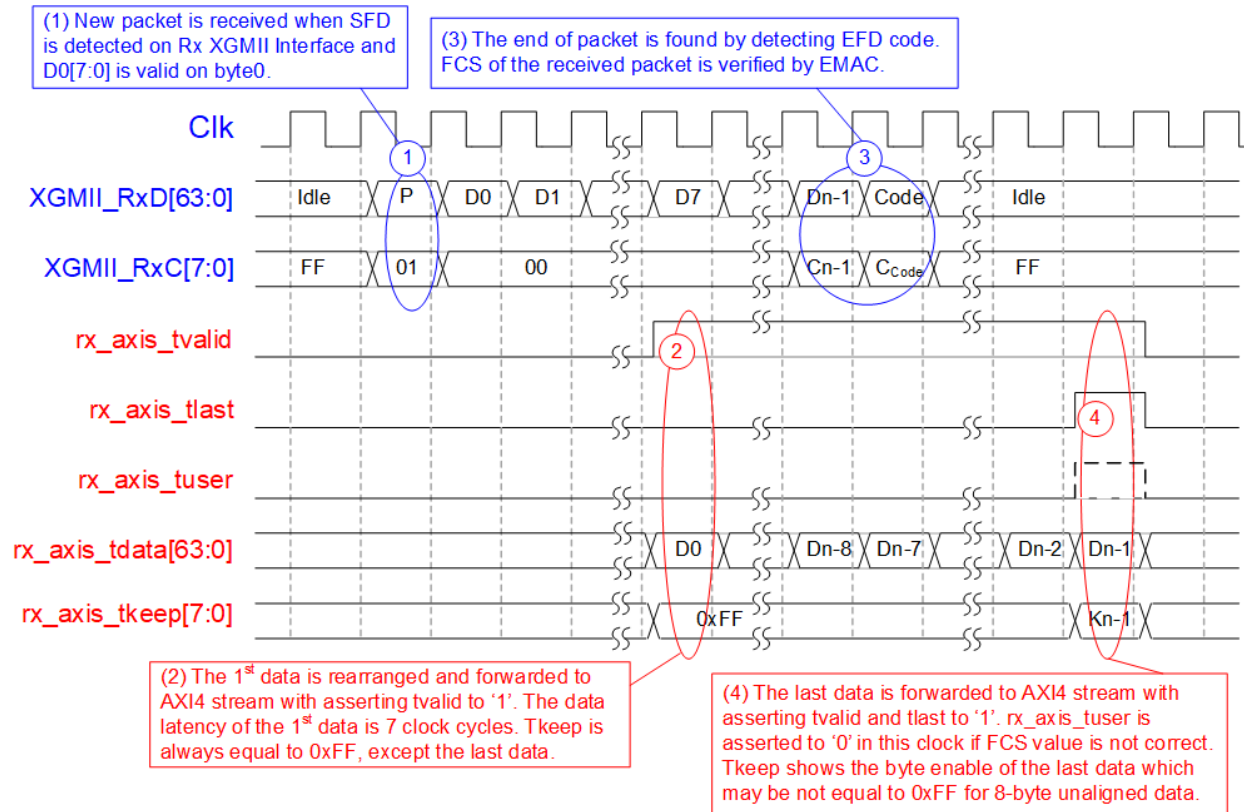 (1) New packet is received when SFD
is detected on Rx XGMII Interface and
D0[7:0] is valid on byte0.
(3) The end of packet is found by detecting EFD code.
FCS of the received packet is verified by EMAC.
Clk
1
3
XGMII_RxD[63:0]
Idle P D0 D1 D7 Dn-1 Code Idle
XGMII_RxC[7:0]
FF 01 00 Cn-1 CCode FF
rx_axis_tvalid
2
rx_axis_tlast
4
rx_axis_tuser
rx_axis_tdata[63:0]
D0 Dn-8 Dn-7 Dn-2 Dn-1
rx_axis_tkeep[7:0]
0xFF Kn-1
(2) The 1st data is rearranged and forwarded to
AXI4 stream with asserting tvalid to ‘1’. The data
latency of the 1st data is 7 clock cycles. Tkeep is
always equal to 0xFF, except the last data.
(4) The last data is forwarded to AXI4 stream with
asserting tvalid and tlast to ‘1’. rx_axis_tuser is
asserted to ‘0’ in this clock if FCS value is not correct.
Tkeep shows the byte enable of the last data which
may be not equal to 0xFF for 8-byte unaligned data.